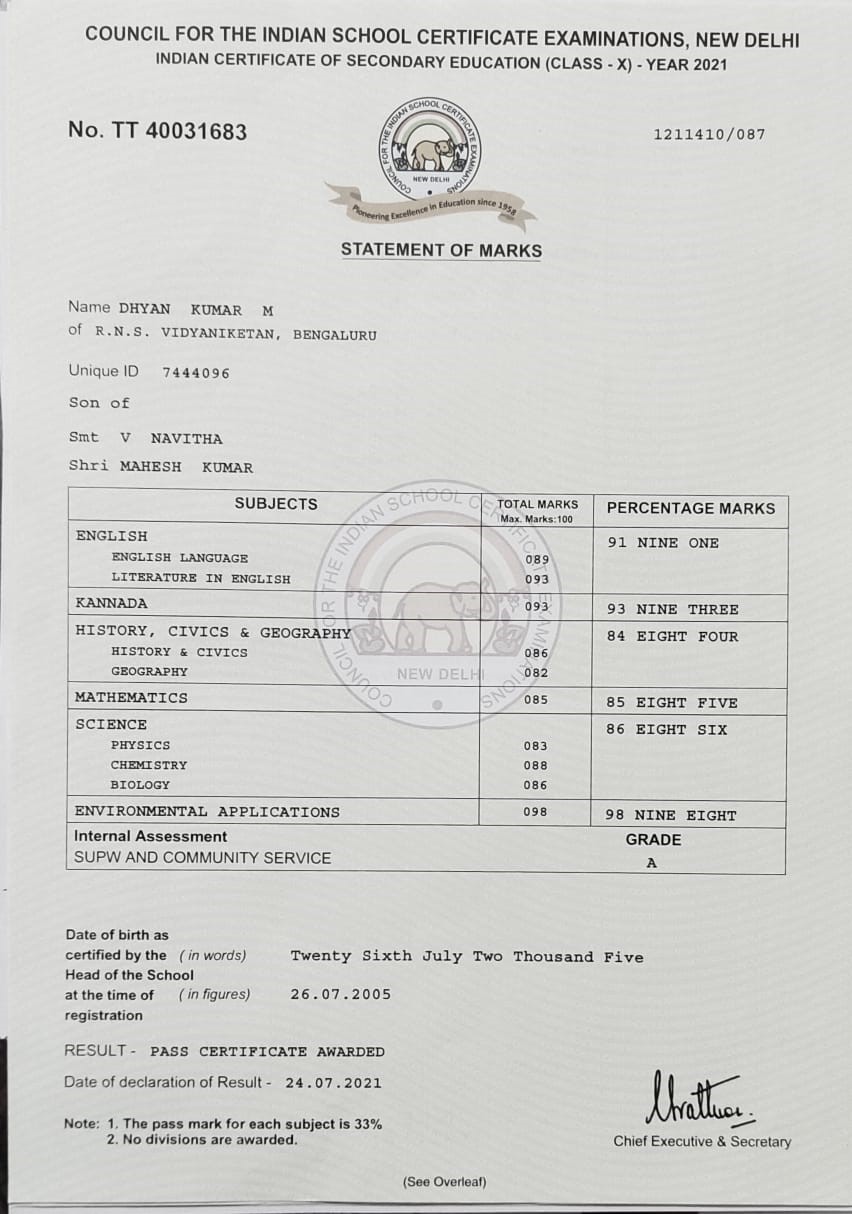 COUNCIL FOR THE INDIAN SCHOOL CERTIFICATE EXAMINATIONS, NEW DELHI
INDIAN CERTIFICATE OF SECONDARY EDUCATION (CLASS - X) - YEAR 2021
No. TT 40031683
1211410/087
COUNCIL FOR THE INDIAN SCHOOL CERTIFICATE EXAMINATIONS
NEW DELHI
Pioneering Excellence in Education since 1958
STATEMENT OF MARKS
Name DHYAN KUMAR M
of R.N.S. VIDYANIKETAN, BENGALURU
Unique ID 7444096
Son of
Smt V NAVITHA
Shri MAHESH KUMAR
SUBJECTS TOTAL MARKS PERCENTAGE MARKS
Max. Marks:100
ENGLISH 91 NINE ONE
ENGLISH LANGUAGE 089
LITERATURE IN ENGLISH 093
KANNADA 093 93 NINE THREE
HISTORY, CIVICS & GEOGRAPHY 84 EIGHT FOUR
HISTORY & CIVICS 086
GEOGRAPHY 082
MATHEMATICS 085 85 EIGHT FIVE
SCIENCE 86 EIGHT SIX
PHYSICS 083
CHEMISTRY 088
BIOLOGY 086
ENVIRONMENTAL APPLICATIONS 098 98 NINE EIGHT
Internal Assessment GRADE
SUPW AND COMMUNITY SERVICE A
COUNCIL FOR THE INDIAN SCHOOL CERTIFICATE EXAMINATIONS
NEW DELHI
Date of birth as
certified by the (in words) Twenty Sixth July Two Thousand Five
Head of the School
at the time of (in figures) 26.07.2005
registration
RESULT - PASS CERTIFICATE AWARDED
Date of declaration of Result - 24.07.2021
Note: 1. The pass mark for each subject is 33%
2. No divisions are awarded.
Chief Executive & Secretary
(See Overleaf)